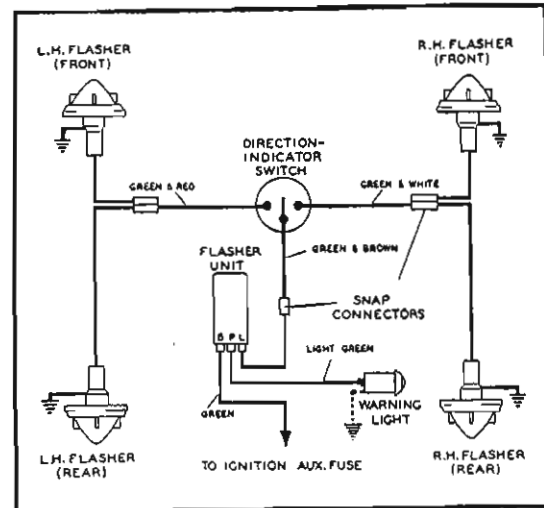 L.H. FLASHER
(FRONT)
R.H. FLASHER
(FRONT)
DIRECTION-
INDICATOR
SWITCH
GREEN & RED
GREEN & WHITE
FLASHER
UNIT
GREEN & BROWN
SNAP
CONNECTORS
B P L
LIGHT GREEN
GREEN
WARNING
LIGHT
L.H. FLASHER
(REAR)
TO IGNITION AUX. FUSE
R.H. FLASHER
(REAR)